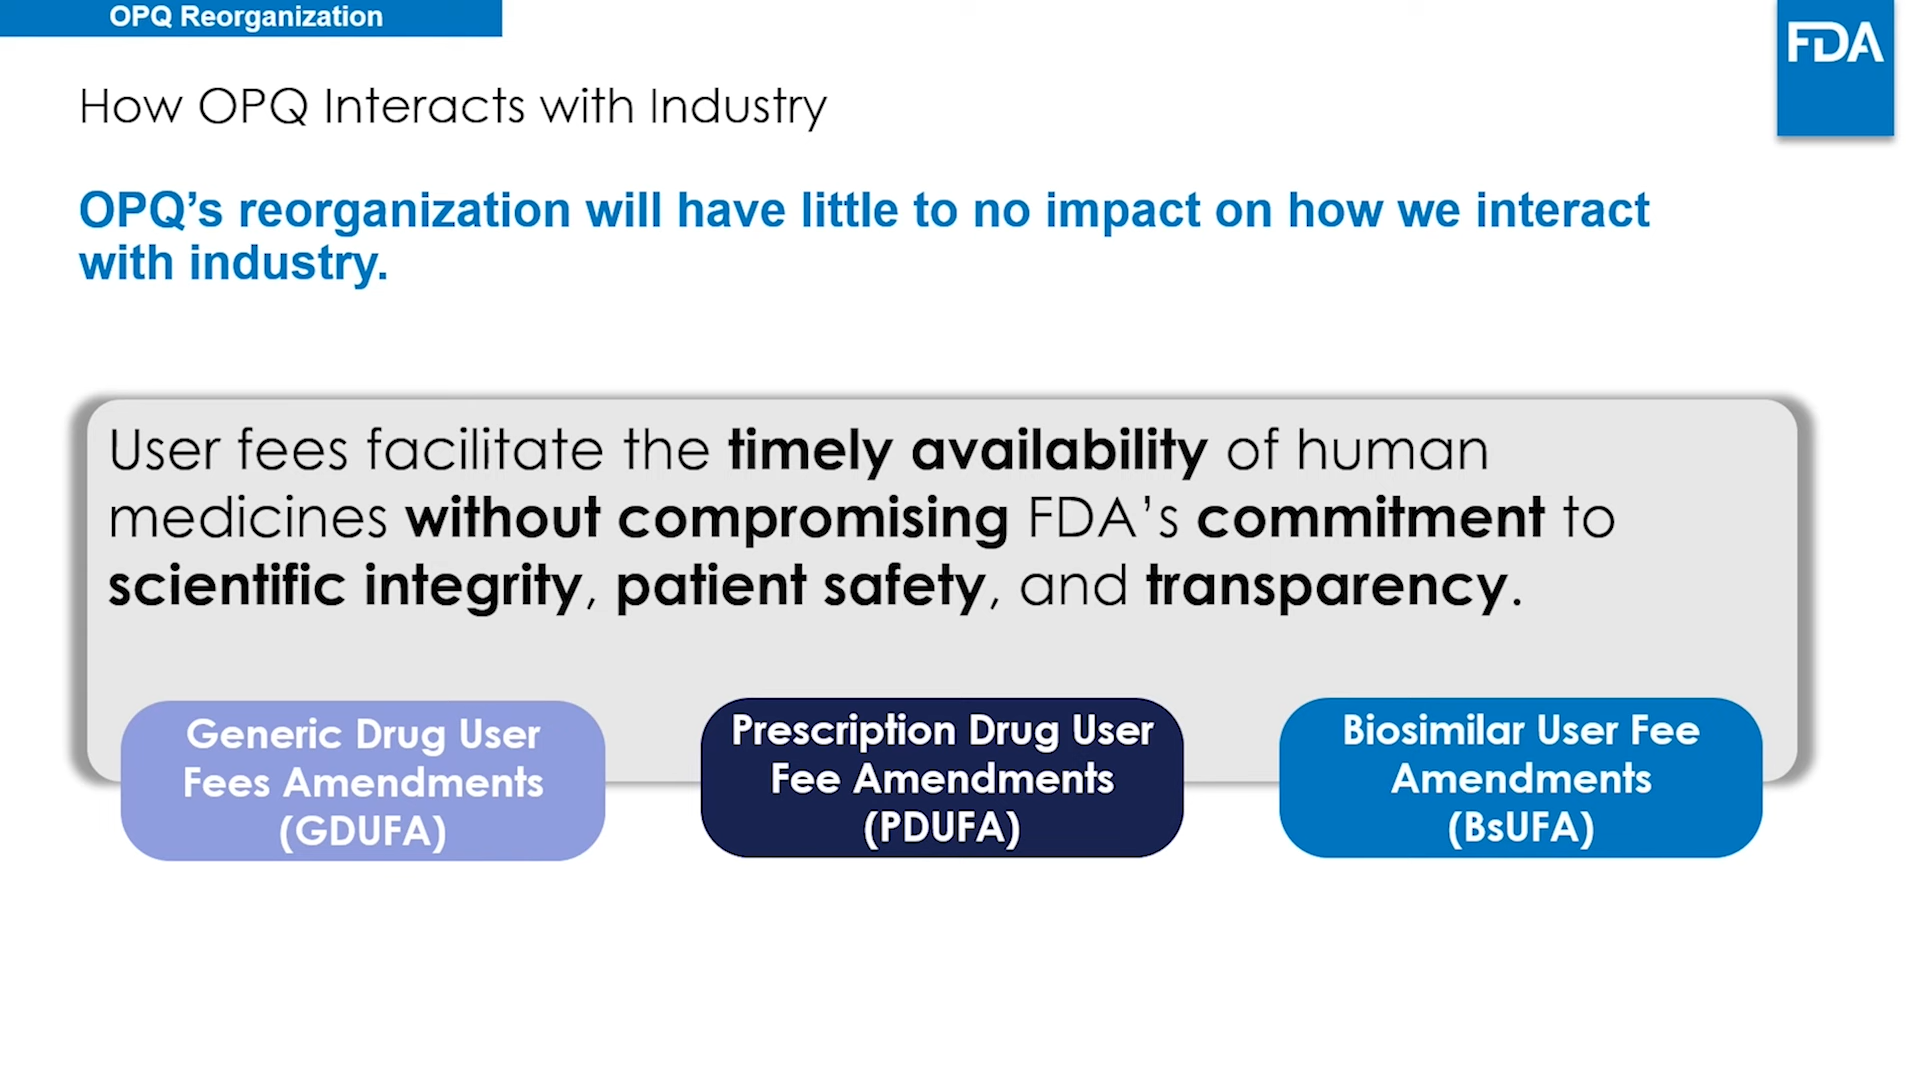 OPQ Reorganization
FDA
How OPQ Interacts with Industry
OPQ’s reorganization will have little to no impact on how we interact
with industry.
User fees facilitate the timely availability of human
medicines without compromising FDA’s commitment to
scientific integrity, patient safety, and transparency.
Generic Drug User
Fees Amendments
(GDUFA)
Prescription Drug User
Fee Amendments
(PDUFA)
Biosimilar User Fee
Amendments
(BsUFA)